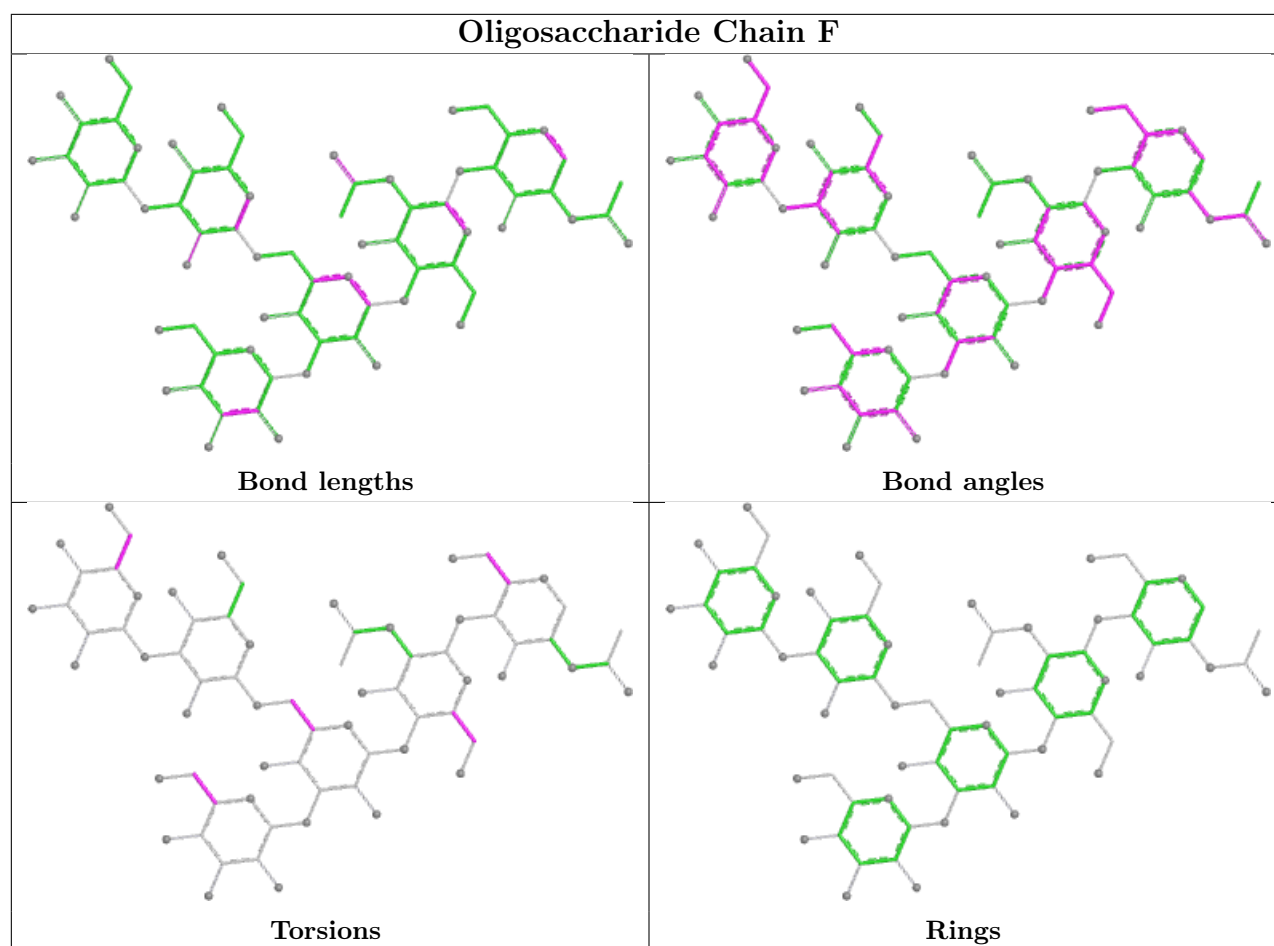 Oligosaccharide Chain F
Bond lengths
Bond angles
Torsions
Rings